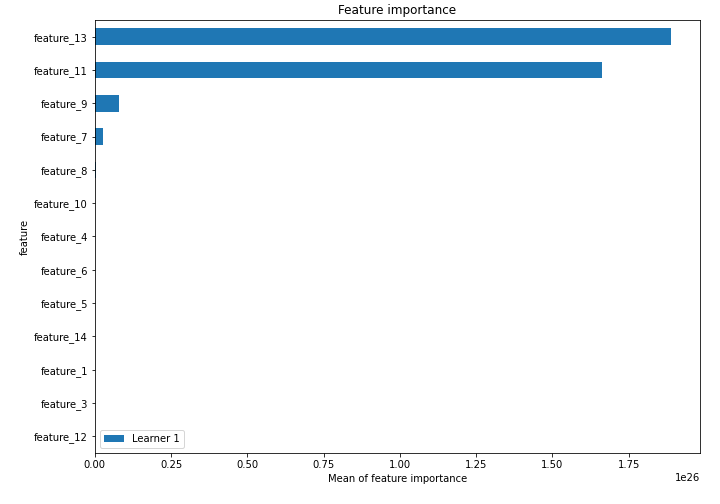 Feature importance
feature_13
feature_11
feature_9
feature_7
feature_8
feature_10
feature_4
feature_6
feature_5
feature_14
feature_1
feature_3
feature_12
feature
Learner 1
0.00 0.25 0.50 0.75 1.00 1.25 1.50 1.75
1e26
Mean of feature importance